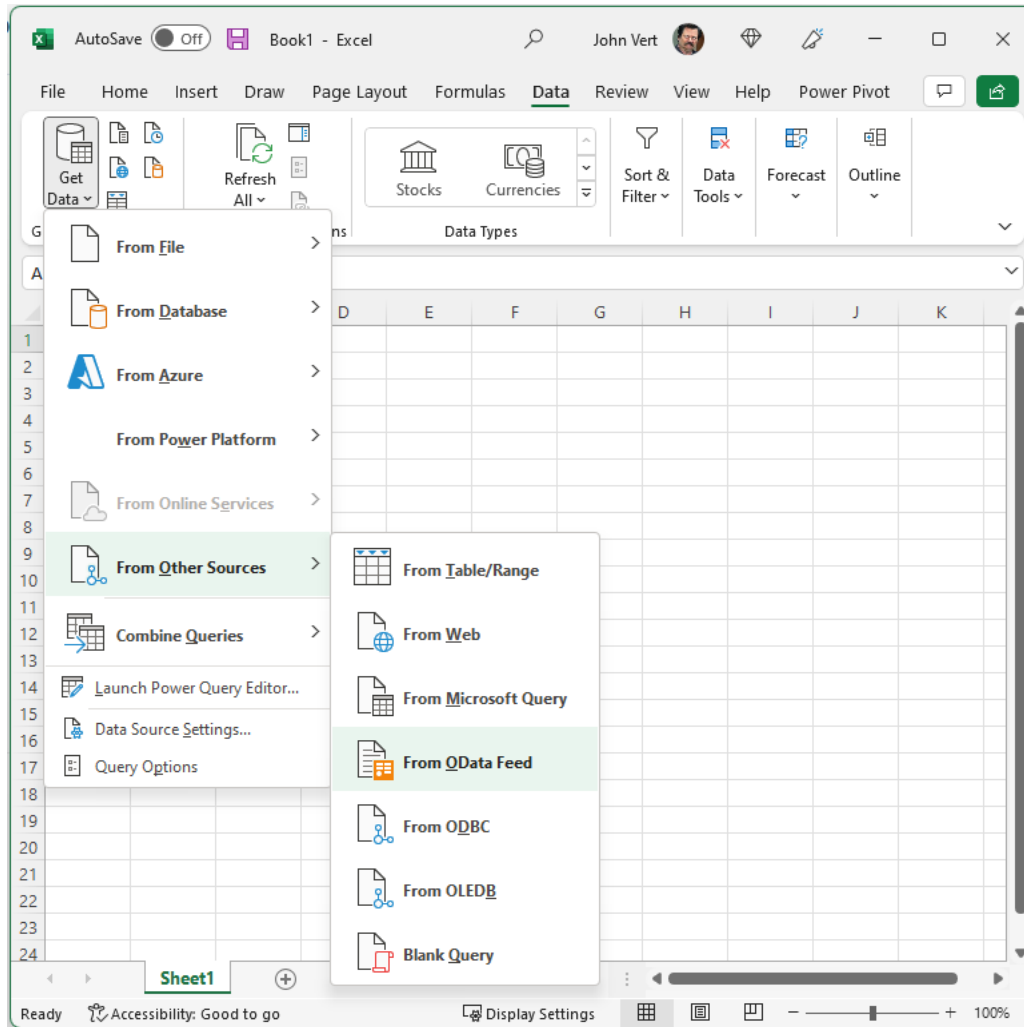 AutoSave Off Book1 - Excel John Vert
File Home Insert Draw Page Layout Formulas Data Review View Help Power Pivot
Get
Data
Refresh
All
Stocks
Currencies
Sort &
Filter
Data
Tools
Forecast
Outline
G
ns
Data Types
A
From File
From Database
From Azure
From Power Platform
From Online Services
From Other Sources
Combine Queries
Launch Power Query Editor...
Data Source Settings...
Query Options
From Table/Range
From Web
From Microsoft Query
From OData Feed
From ODBC
From OLEDB
Blank Query
D E F G H I J K
1
2
3
4
5
6
7
8
9
10
11
12
13
14
15
16
17
18
19
20
21
22
23
24
Sheet1
Ready Accessibility: Good to go Display Settings 100%